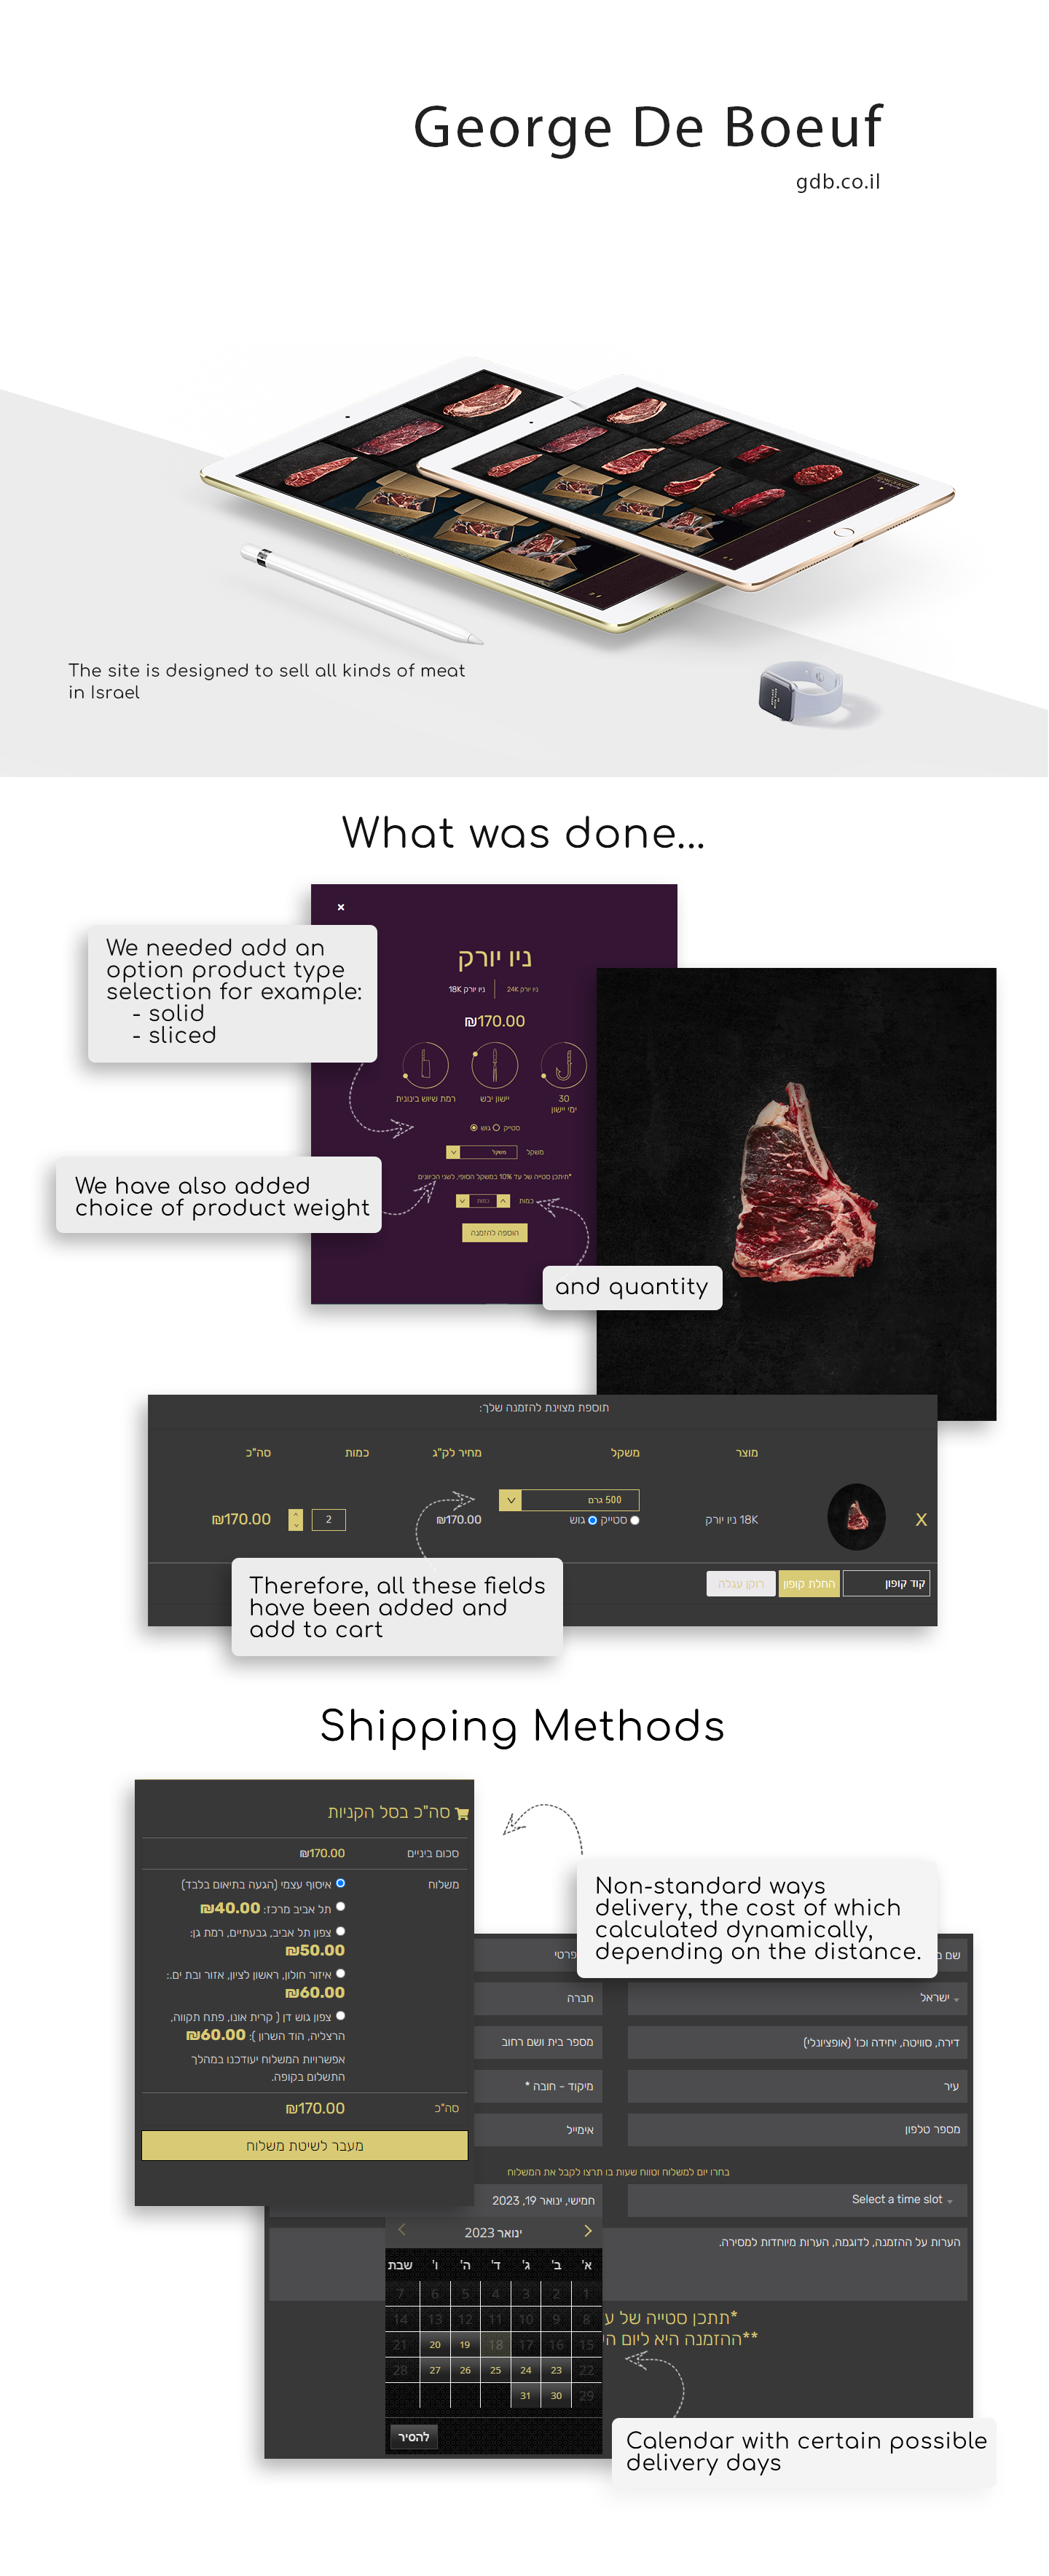 George De Boeuf
gdb.co.il
The site is designed to sell all kinds of meat
in Israel
What was done...
We needed add an
option product type
selection for example:
- solid
- sliced
ניו יורק
ניו יורק 24K
ניו יורק 18K
₪170.00
30
ימי יישון
יישון יבש
רמת שיוש בינונית
סטייק
גוש
משקל
משקל
*תיתכן סטייה של עד 10% במשקל הסופי, לשני הכיוונים
כמות
כמות
הוספה להזמנה
We have also added
choice of product weight
and quantity
תוספת מצוינת להזמנה שלך:
מוצר
משקל
מחיר לק"ג
כמות
סה"כ
X
18K ניו יורק
500 גרם
סטייק
גוש
₪170.00
2
₪170.00
קוד קופון
החלת קופון
רוקן עגלה
Therefore, all these fields
have been added and
add to cart
Shipping Methods
סה"כ בסל הקניות
סכום ביניים
₪170.00
משלוח
איסוף עצמי (הגעה בתיאום בלבד)
תל אביב מרכז: ₪40.00
צפון תל אביב, גבעתיים, רמת גן:
₪50.00
איזור חולון, ראשון לציון, אזור ובת ים.:
₪60.00
צפון גוש דן ( קרית אונו, פתח תקווה,
הרצליה, הוד השרון ): ₪60.00
אפשרויות המשלוח יעודכנו במהלך
התשלום בקופה.
סה"כ
₪170.00
מעבר לשיטת משלוח
Non-standard ways
delivery, the cost of which
calculated dynamically,
depending on the distance.
שם
פרטי
ישראל
חברה
דירה, סוויטה, יחידה וכו' (אופציונלי)
מספר בית ושם רחוב
עיר
מיקוד - חובה *
מספר טלפון
אימייל
בחרו יום למשלוח וטווח שעות בו תרצו לקבל את המשלוח
Select a time slot
חמישי, ינואר 19, 2023
הערות על ההזמנה, לדוגמה, הערות מיוחדות למסירה.
ינואר 2023
א' ב' ג' ד' ה' ו' שבת
1 2 3 4 5 6 7
8 9 10 11 12 13 14
15 16 17 18 19 20 21
22 23 24 25 26 27 28
29 30 31
להסיר
*תתכן סטייה של
**ההזמנה היא ליום
Calendar with certain possible
delivery days